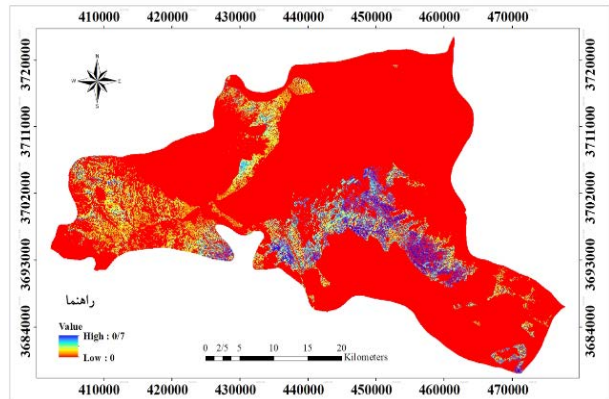 410000 420000 430000 440000 450000 460000 470000
N
W E
S
3720000 3720000
3711000 3711000
3702000 3702000
3693000 3693000
3684000 3684000
راهنما
Value
High : 0/7
Low : 0
0 2/5 5 10 15 20
Kilometers
410000 420000 430000 440000 450000 460000 470000